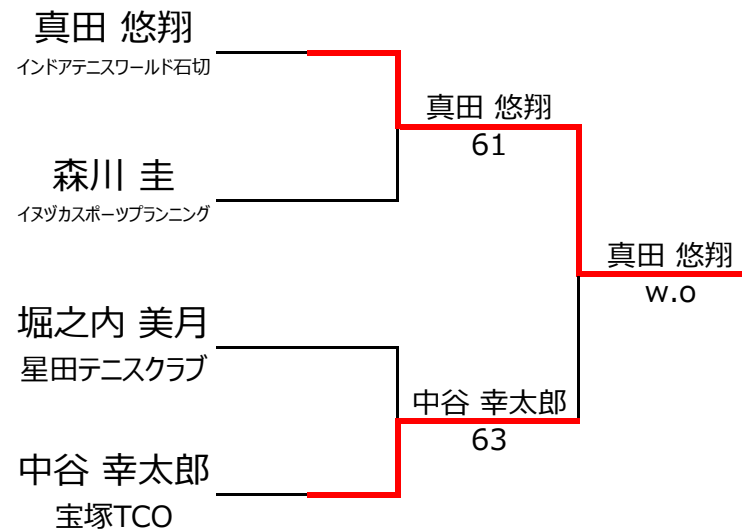 真田 悠翔
インドアテニスワールド石切
真田 悠翔
61
森川 圭
イヌヅカスポーツプランニング
真田 悠翔
w.o
堀之内 美月
星田テニスクラブ
中谷 幸太郎
63
中谷 幸太郎
宝塚TCO